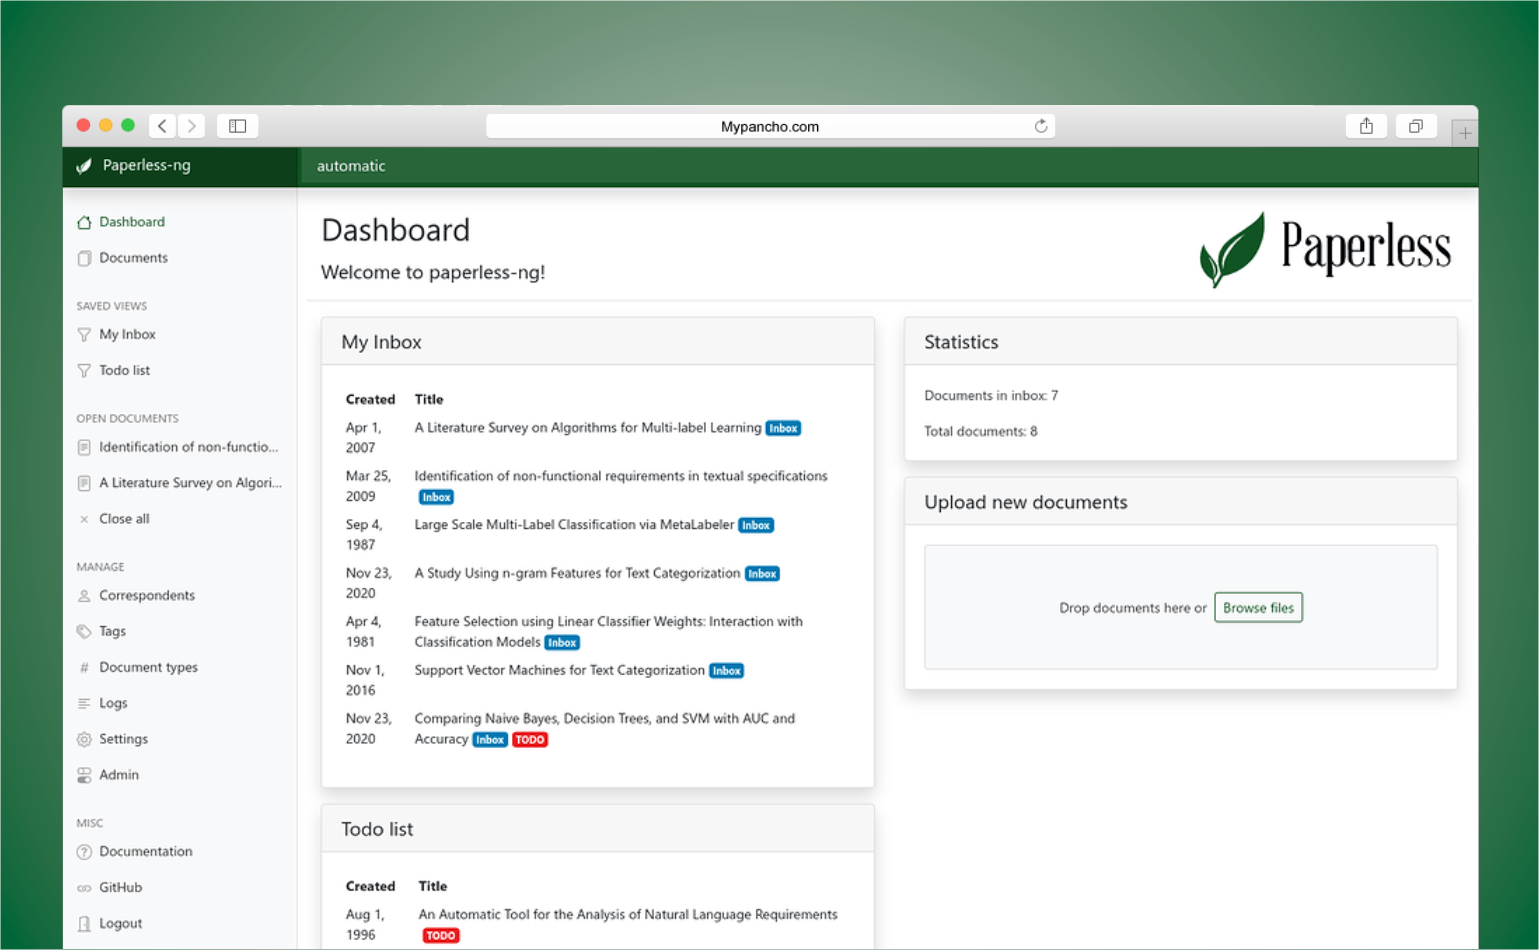 Mypancho.com
Paperless-ng
automatic
Dashboard
Documents
SAVED VIEWS
My Inbox
Todo list
OPEN DOCUMENTS
Identification of non-functio...
A Literature Survey on Algori...
Close all
MANAGE
Correspondents
Tags
Document types
Logs
Settings
Admin
MISC
Documentation
GitHub
Logout
Dashboard
Welcome to paperless-ng!
Paperless
My Inbox
Created Title
Apr 1, 2007 A Literature Survey on Algorithms for Multi-label Learning Inbox
Mar 25, 2009 Identification of non-functional requirements in textual specifications
Inbox
Sep 4, 1987 Large Scale Multi-Label Classification via MetaLabeler Inbox
Nov 23, 2020 A Study Using n-gram Features for Text Categorization Inbox
Apr 4, 1981 Feature Selection using Linear Classifier Weights: Interaction with
Classification Models Inbox
Nov 1, 2016 Support Vector Machines for Text Categorization Inbox
Nov 23, 2020 Comparing Naive Bayes, Decision Trees, and SVM with AUC and
Accuracy Inbox TODO
Todo list
Created Title
Aug 1, 1996 An Automatic Tool for the Analysis of Natural Language Requirements
TODO
Statistics
Documents in inbox: 7
Total documents: 8
Upload new documents
Drop documents here or Browse files